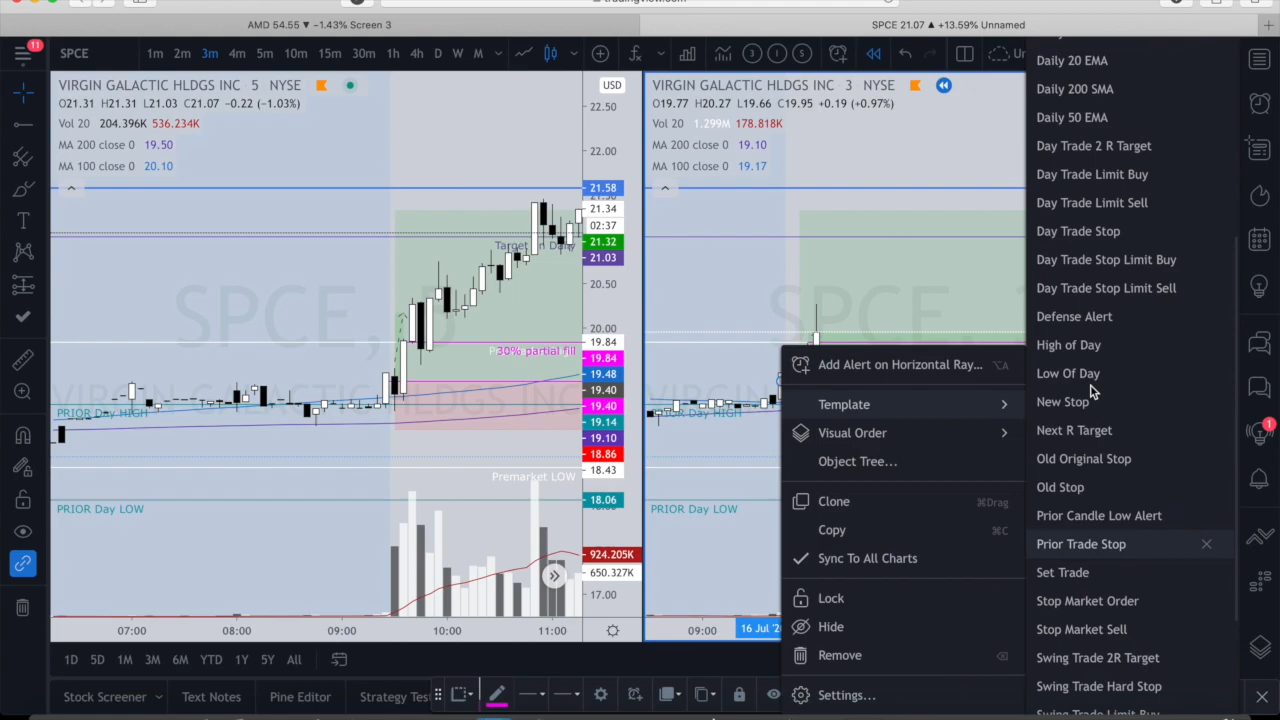 AMD 54.55 ▼ −1.43% Screen 3
SPCE 21.07 ▲ +13.59% Unnamed
11
SPCE
1m 2m 3m 4m 5m 10m 15m 30m 1h 4h D W M
3 I S
VIRGIN GALACTIC HLDGS INC 5 NYSE
USD
O21.31 H21.31 L21.03 C21.07 −0.22 (−1.03%)
Vol 20 204.396K 536.234K
MA 200 close 0 19.50
MA 100 close 0 20.10
22.50
22.00
21.58
21.34
02:37
21.32
21.03
20.50
20.00
19.84
19.84
19.48
19.40
19.40
19.14
19.10
18.86
18.43
18.06
924.205K
650.327K
17.00
30% partial fill
PRIOR Day HIGH
Premarket LOW
PRIOR Day LOW
07:00 08:00 09:00 10:00 11:00
VIRGIN GALACTIC HLDGS INC 3 NYSE
O19.77 H20.27 L19.66 C19.95 +0.19 (+0.97%)
Vol 20 1.299M 178.818K
MA 200 close 0 19.10
MA 100 close 0 19.17
PRIOR Day HIGH
PRIOR Day LOW
09:00
Add Alert on Horizontal Ray... ⌥A
Template
Visual Order
Object Tree...
Clone ⌘Drag
Copy ⌘C
Sync To All Charts
Lock
Hide
Remove
Settings...
Daily 20 EMA
Daily 200 SMA
Daily 50 EMA
Day Trade 2 R Target
Day Trade Limit Buy
Day Trade Limit Sell
Day Trade Stop
Day Trade Stop Limit Buy
Day Trade Stop Limit Sell
Defense Alert
High of Day
Low Of Day
New Stop
Next R Target
Old Original Stop
Old Stop
Prior Candle Low Alert
Prior Trade Stop
Set Trade
Stop Market Order
Stop Market Sell
Swing Trade 2R Target
Swing Trade Hard Stop
Swing Trade Limit Buy
1
1D 5D 1M 3M 6M YTD 1Y 5Y All
Stock Screener Text Notes Pine Editor